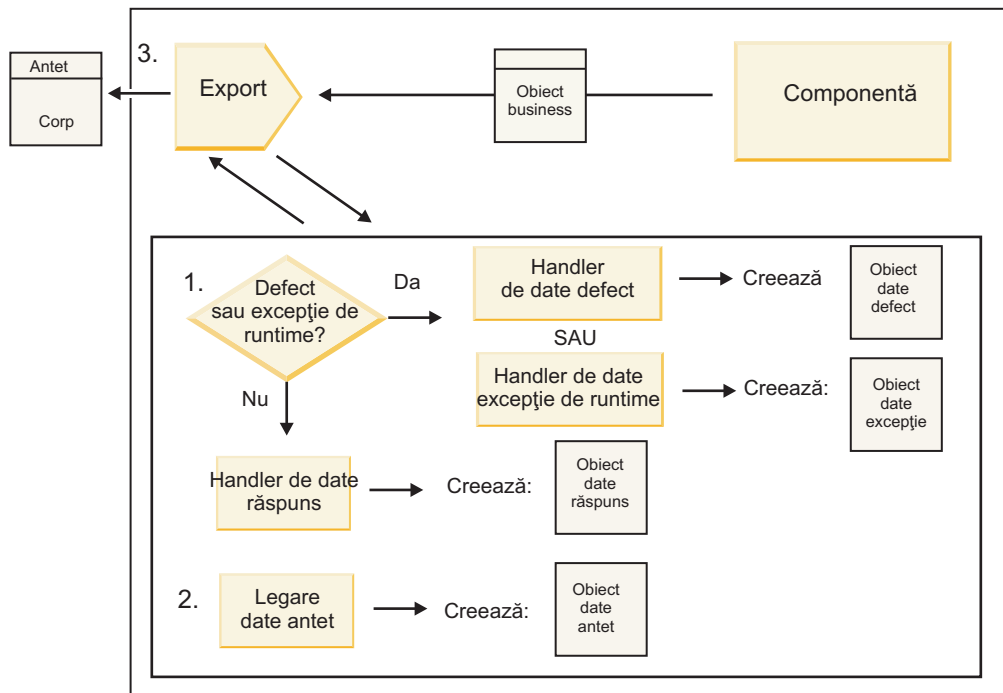 Antet
Corp
3.
Export
Obiect
business
Componentă
1.
Defect
sau excepţie de
runtime?
Da
Handler
de date defect
Creează
Obiect
date
defect
SAU
Handler de date
excepţie de runtime
Creează:
Obiect
date
excepţie
Nu
Handler de date
răspuns
Creează:
Obiect
date
răspuns
2.
Legare
date antet
Creează:
Obiect
date
antet